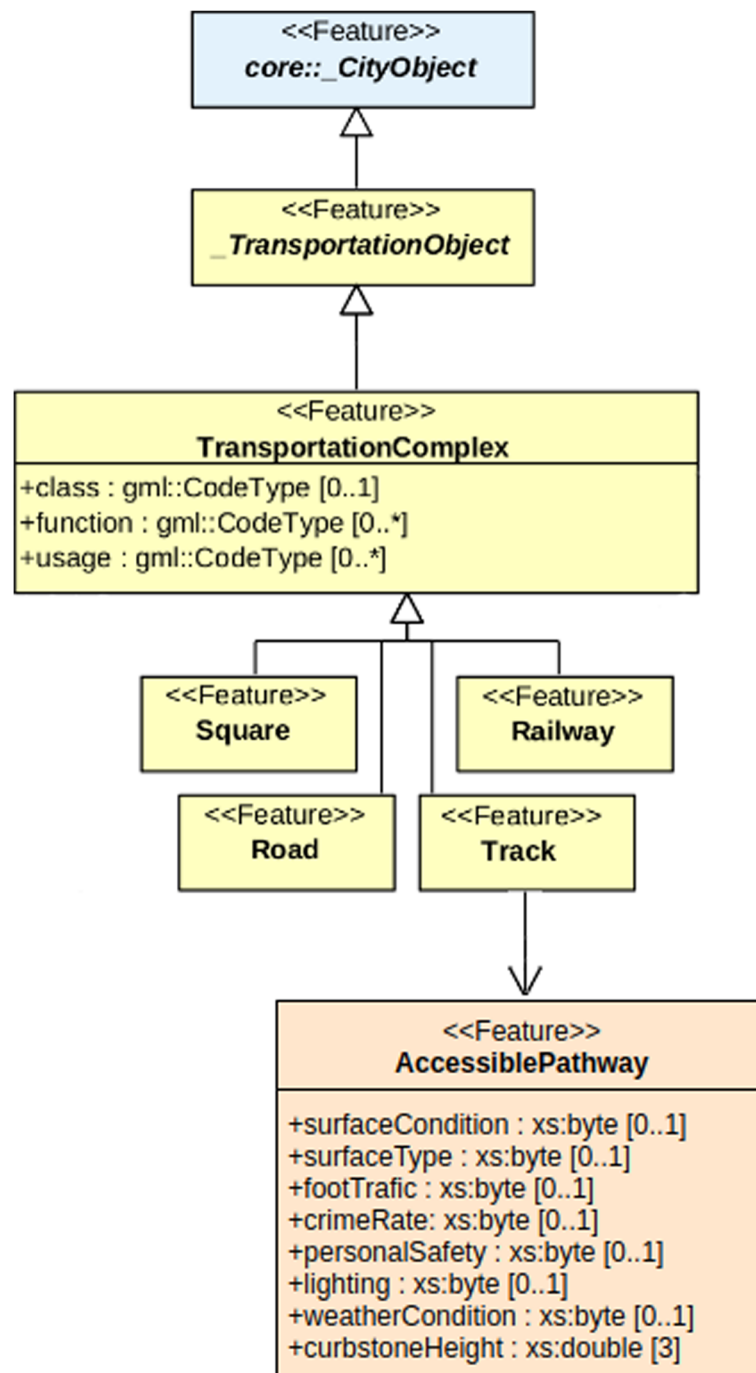 <<Feature>>
core::_CityObject
<<Feature>>
_TransportationObject
<<Feature>>
TransportationComplex
+class : gml::CodeType [0..1]
+function : gml::CodeType [0..*]
+usage : gml::CodeType [0..*]
<<Feature>>
Square
<<Feature>>
Railway
<<Feature>>
Road
<<Feature>>
Track
<<Feature>>
AccessiblePathway
+surfaceCondition : xs:byte [0..1]
+surfaceType : xs:byte [0..1]
+footTrafic : xs:byte [0..1]
+crimeRate: xs:byte [0..1]
+personalSafety : xs:byte [0..1]
+lighting : xs:byte [0..1]
+weatherCondition : xs:byte [0..1]
+curbstoneHeight : xs:double [3]